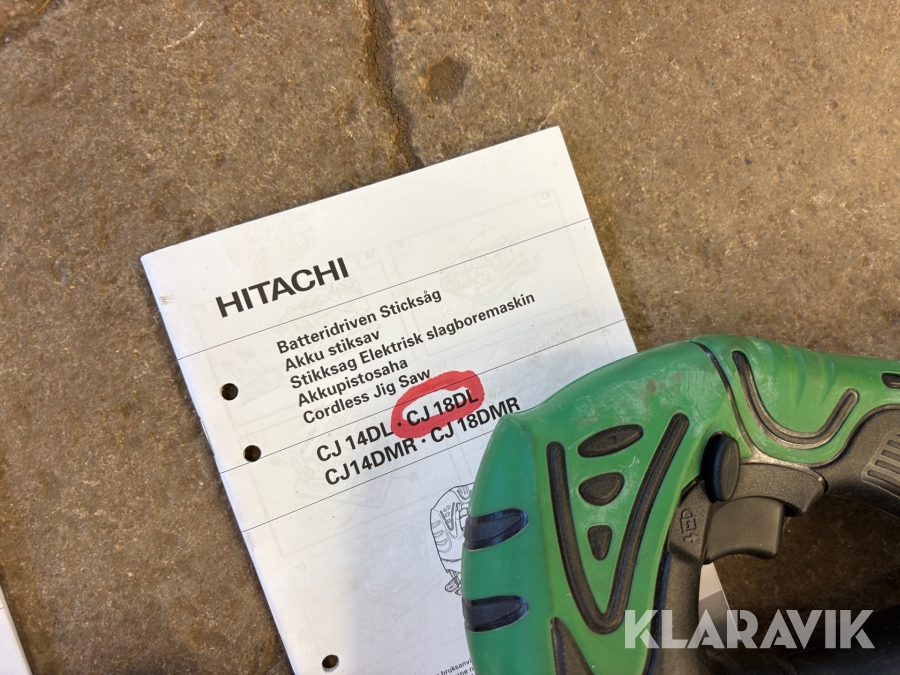 HITACHI
Batteridriven Sticksåg
Akku stiksav
Stikksag Elektrisk slagboremaskin
Akkupistosaha
Cordless Jig Saw
CJ 14DL · CJ 18DL
CJ14DMR · CJ 18DMR
KLARAVIK